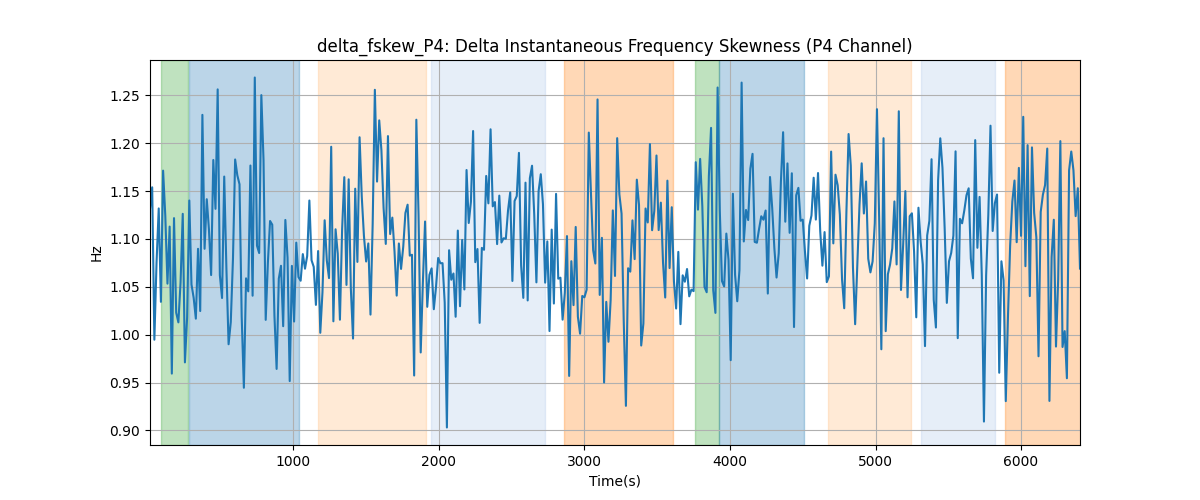 delta_fskew_P4: Delta Instantaneous Frequency Skewness (P4 Channel)
1.25
1.20
1.15
1.10
1.05
1.00
0.95
0.90
Hz
1000 2000 3000 4000 5000 6000
Time(s)